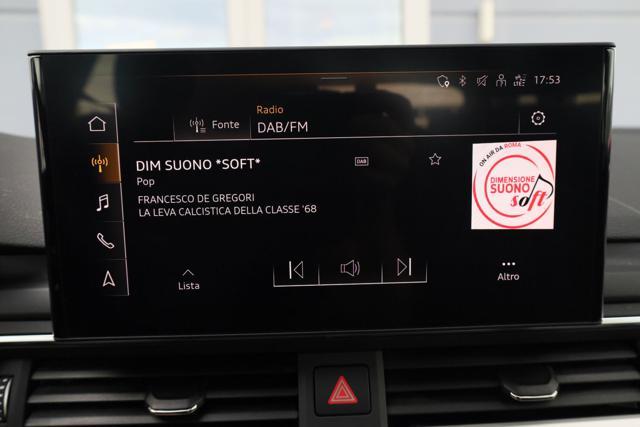 17:53
Radio
Fonte
DAB/FM
DIM SUONO *SOFT*
DAB
Pop
FRANCESCO DE GREGORI
LA LEVA CALCISTICA DELLA CLASSE '68
ON AIR DA ROMA
DIMENSIONE
SUONO
soft
Lista
Altro